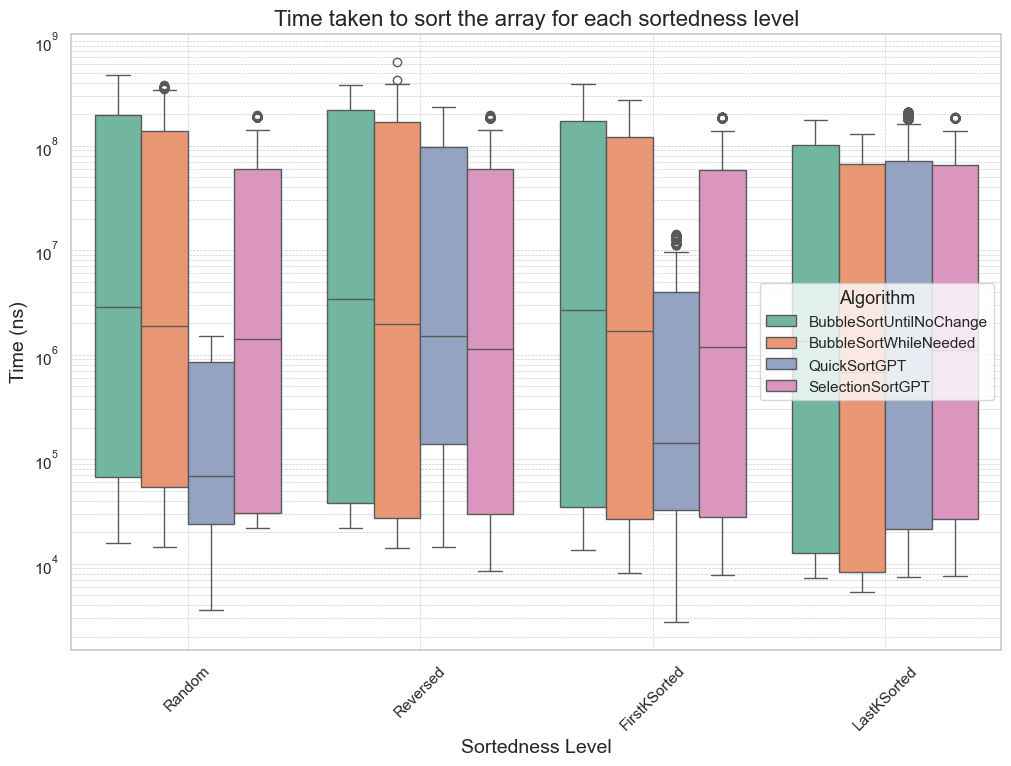 Time taken to sort the array for each sortedness level
Time (ns)
10^9
10^8
10^7
10^6
10^5
10^4
Algorithm
BubbleSortUntilNoChange
BubbleSortWhileNeeded
QuickSortGPT
SelectionSortGPT
Random
Reversed
FirstKSorted
LastKSorted
Sortedness Level